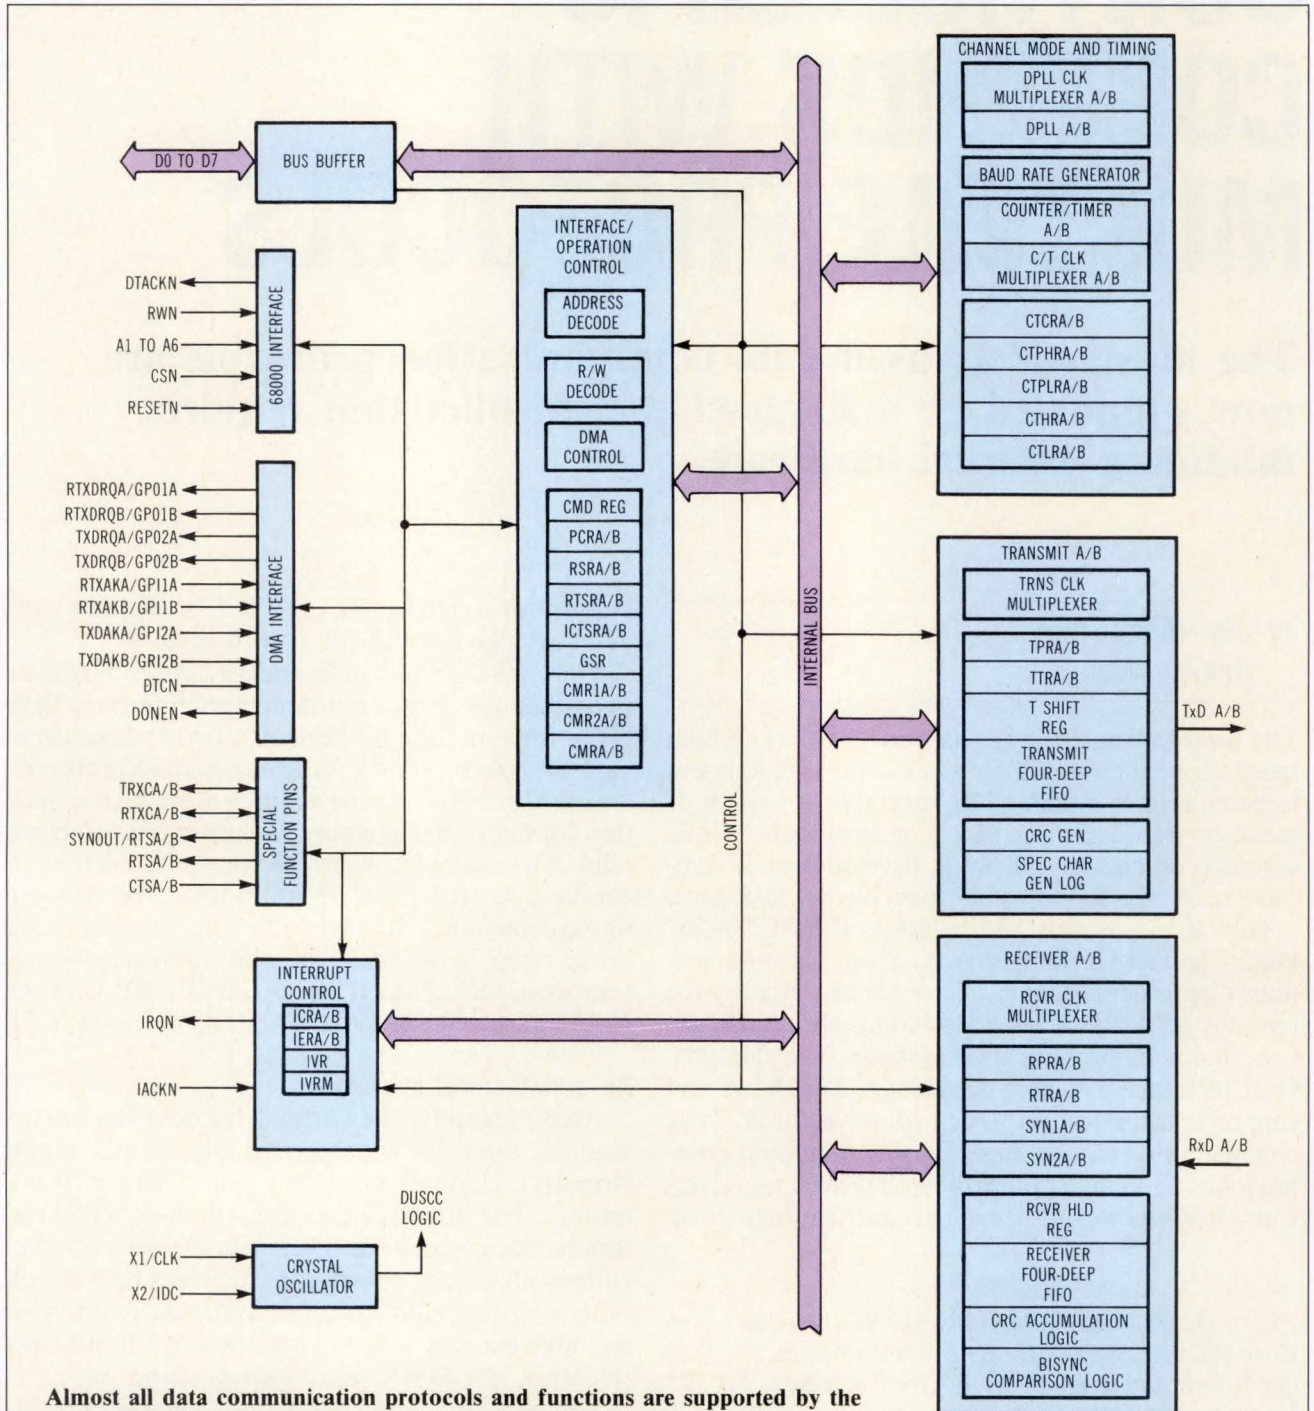 D0 TO D7
BUS BUFFER
DTACKN
RWN
A1 TO A6
CSN
RESETN
68000 INTERFACE
RTXDRQA/GPO1A
RTXDRQB/GPO1B
TXDRQA/GPO2A
TXDRQB/GPO2B
RTXAKA/GPI1A
RTXAKB/GPI1B
TXDAKA/GPI2A
TXDAKB/GRI2B
DTCN
DONEN
DMA INTERFACE
TRXCA/B
RTXCA/B
SYNOUT/RTSA/B
RTSA/B
CTSA/B
SPECIAL
FUNCTION PINS
INTERRUPT
CONTROL
ICRA/B
IERA/B
IVR
IVRM
IRQN
IACKN
X1/CLK
X2/IDC
CRYSTAL
OSCILLATOR
DUSCC
LOGIC
INTERFACE/
OPERATION
CONTROL
ADDRESS
DECODE
R/W
DECODE
DMA
CONTROL
CMD REG
PCRA/B
RSRA/B
RTSRA/B
ICTSRA/B
GSR
CMR1A/B
CMR2A/B
CMRA/B
CONTROL
INTERNAL BUS
CHANNEL MODE AND TIMING
DPLL CLK
MULTIPLEXER A/B
DPLL A/B
BAUD RATE GENERATOR
COUNTER/TIMER
A/B
C/T CLK
MULTIPLEXER A/B
CTCRA/B
CTPHRA/B
CTPLRA/B
CTHRA/B
CTLRA/B
TRANSMIT A/B
TRNS CLK
MULTIPLEXER
TPRA/B
TTRA/B
T SHIFT
REG
TRANSMIT
FOUR-DEEP
FIFO
CRC GEN
SPEC CHAR
GEN LOG
TxD A/B
RECEIVER A/B
RCVR CLK
MULTIPLEXER
RPRA/B
RTRA/B
SYN1A/B
SYN2A/B
RCVR HLD
REG
RECEIVER
FOUR-DEEP
FIFO
CRC ACCUMULATION
LOGIC
BISYNC
COMPARISON LOGIC
RxD A/B
Almost all data communication protocols and functions are supported by the